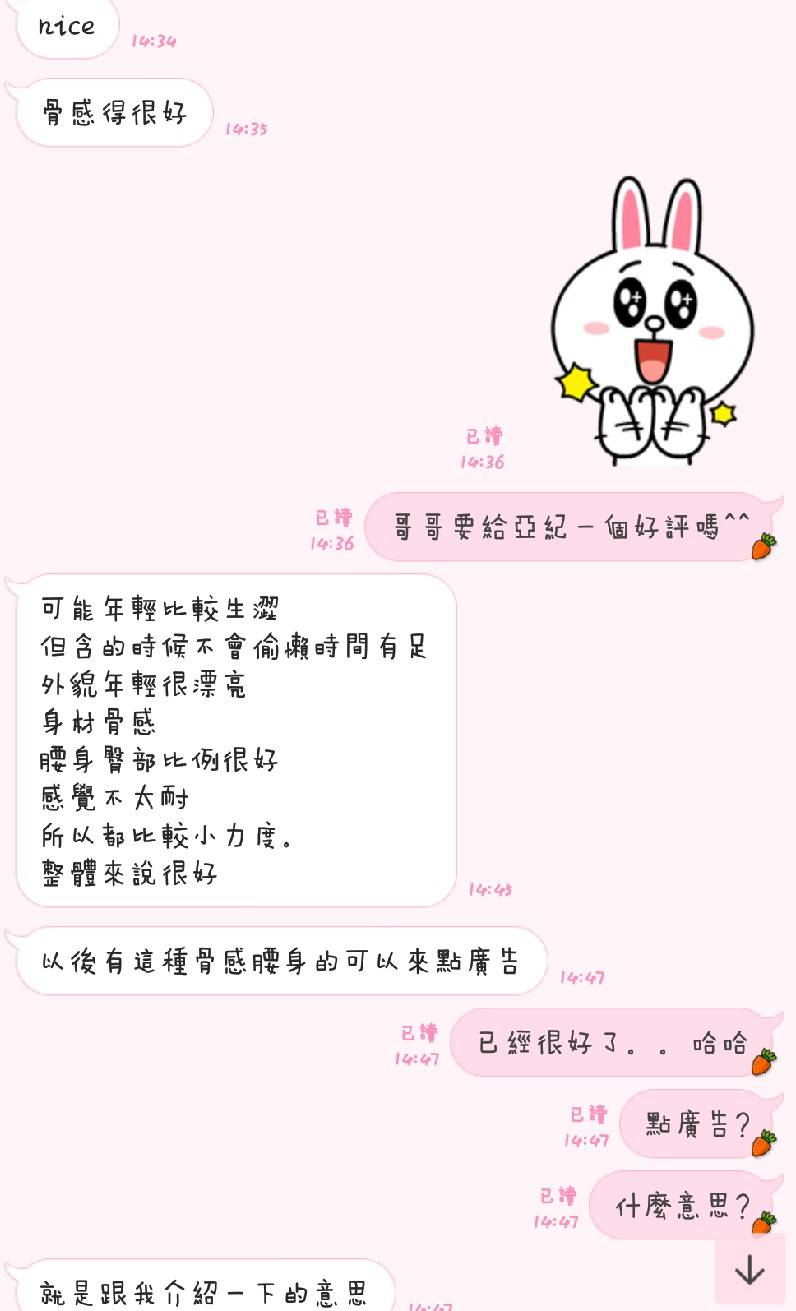 nice
14:34
骨感得很好
14:35
已讀
14:36
已讀
14:36
哥哥要給亞紀一個好評嗎^^
可能年輕比較生澀
但含的時候不會偷懶時間有足
外貌年輕很漂亮
身材骨感
腰身臀部比例很好
感覺不太耐
所以都比較小力度。
整體來說很好
14:45
以後有這種骨感腰身的可以來點廣告
14:47
已讀
14:47
已經很好了。。哈哈
已讀
14:47
點廣告?
已讀
14:47
什麼意思?
就是跟我介紹一下的意思
14:47